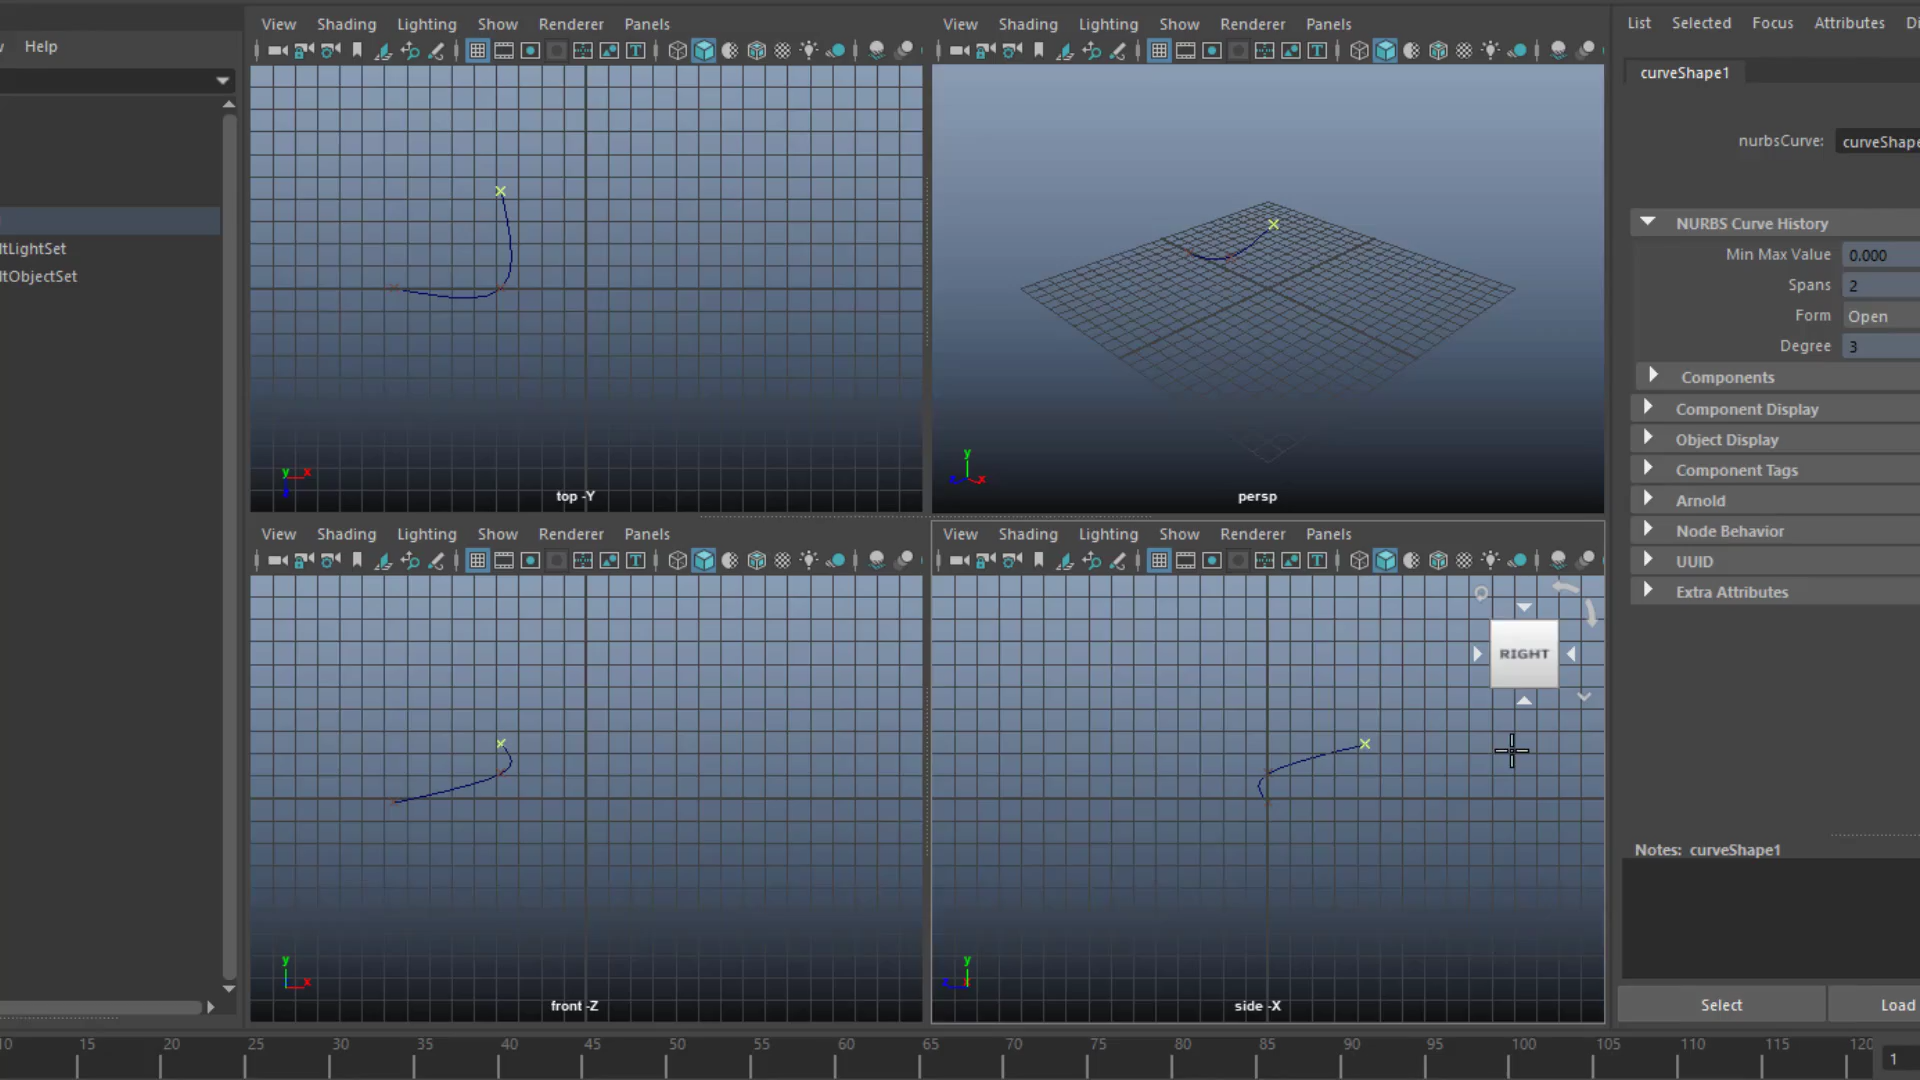 Help
ltLightSet
ltObjectSet
View Shading Lighting Show Renderer Panels
top -Y
View Shading Lighting Show Renderer Panels
persp
View Shading Lighting Show Renderer Panels
front -Z
View Shading Lighting Show Renderer Panels
RIGHT
side -X
List Selected Focus Attributes
curveShape1
nurbsCurve: curveShape
NURBS Curve History
Min Max Value 0.000
Spans 2
Form Open
Degree 3
Components
Component Display
Object Display
Component Tags
Arnold
Node Behavior
UUID
Extra Attributes
Notes: curveShape1
Select Load
10 15 20 25 30 35 40 45 50 55 60 65 70 75 80 85 90 95 100 105 110 115 120
1